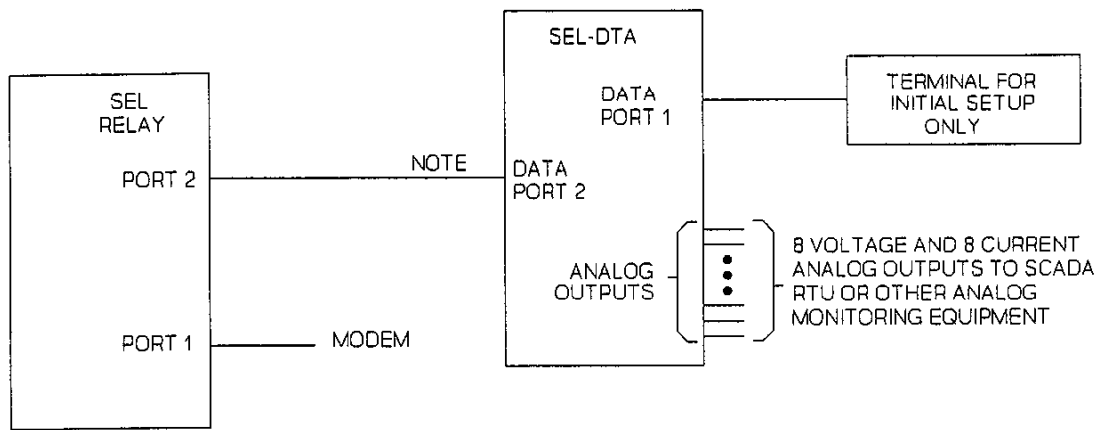 SEL
RELAY
PORT 2
PORT 1
MODEM
NOTE
SEL-DTA
DATA
PORT 1
DATA
PORT 2
ANALOG
OUTPUTS
TERMINAL FOR
INITIAL SETUP
ONLY
8 VOLTAGE AND 8 CURRENT
ANALOG OUTPUTS TO SCADA
RTU OR OTHER ANALOG
MONITORING EQUIPMENT